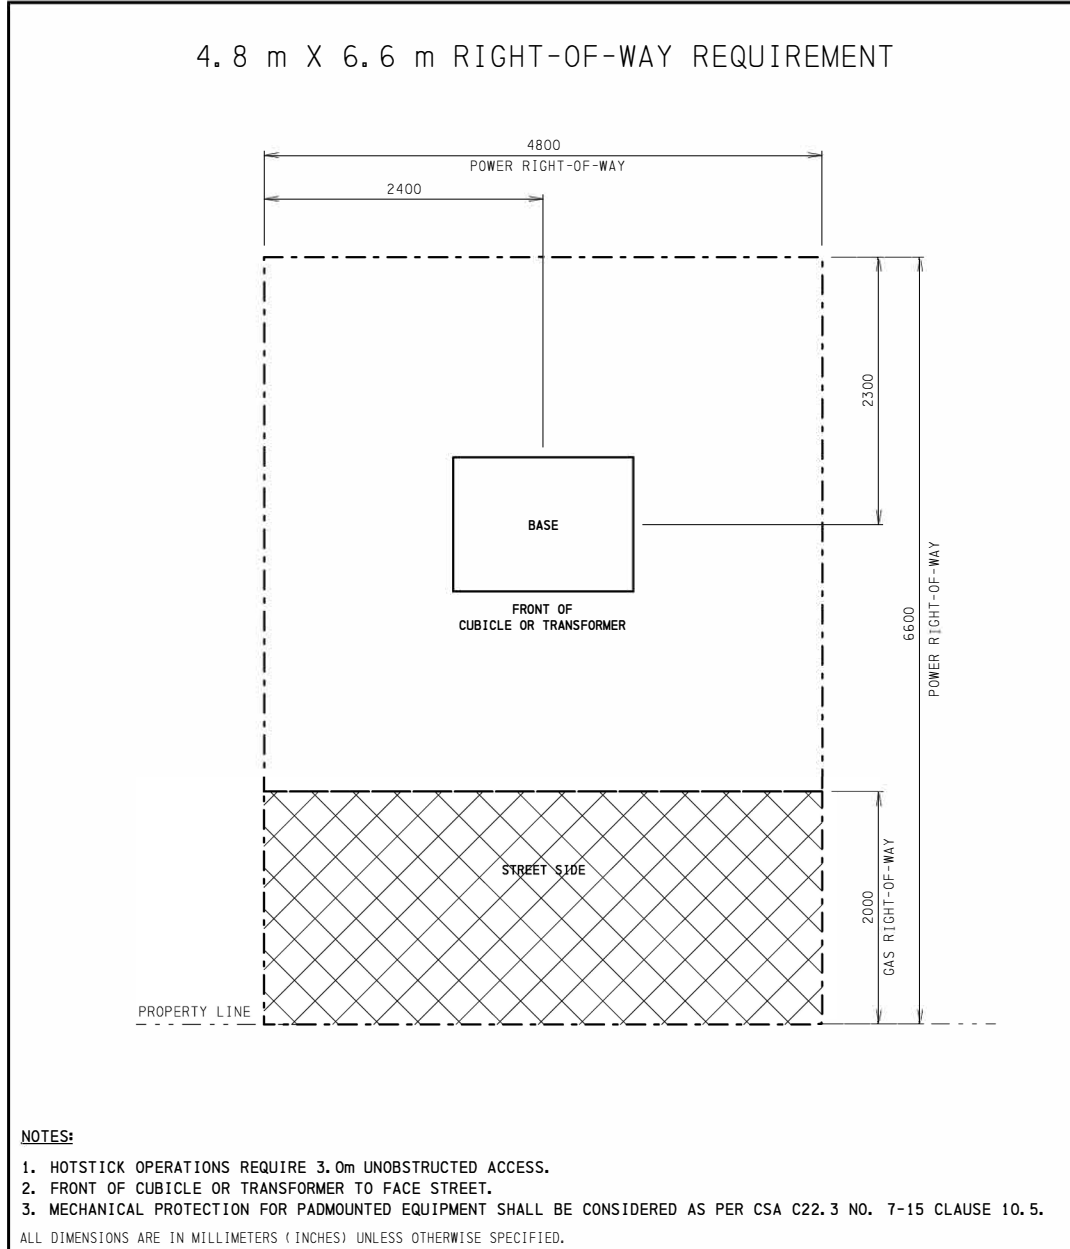 4.8 m X 6.6 m RIGHT-OF-WAY REQUIREMENT
4800
POWER RIGHT-OF-WAY
2400
2300
BASE
FRONT OF
CUBICLE OR TRANSFORMER
6600
POWER RIGHT-OF-WAY
STREET SIDE
2000
GAS RIGHT-OF-WAY
PROPERTY LINE
NOTES:
1. HOTSTICK OPERATIONS REQUIRE 3.0m UNOBSTRUCTED ACCESS.
2. FRONT OF CUBICLE OR TRANSFORMER TO FACE STREET.
3. MECHANICAL PROTECTION FOR PADMOUNTED EQUIPMENT SHALL BE CONSIDERED AS PER CSA C22.3 NO. 7-15 CLAUSE 10.5.
ALL DIMENSIONS ARE IN MILLIMETERS (INCHES) UNLESS OTHERWISE SPECIFIED.